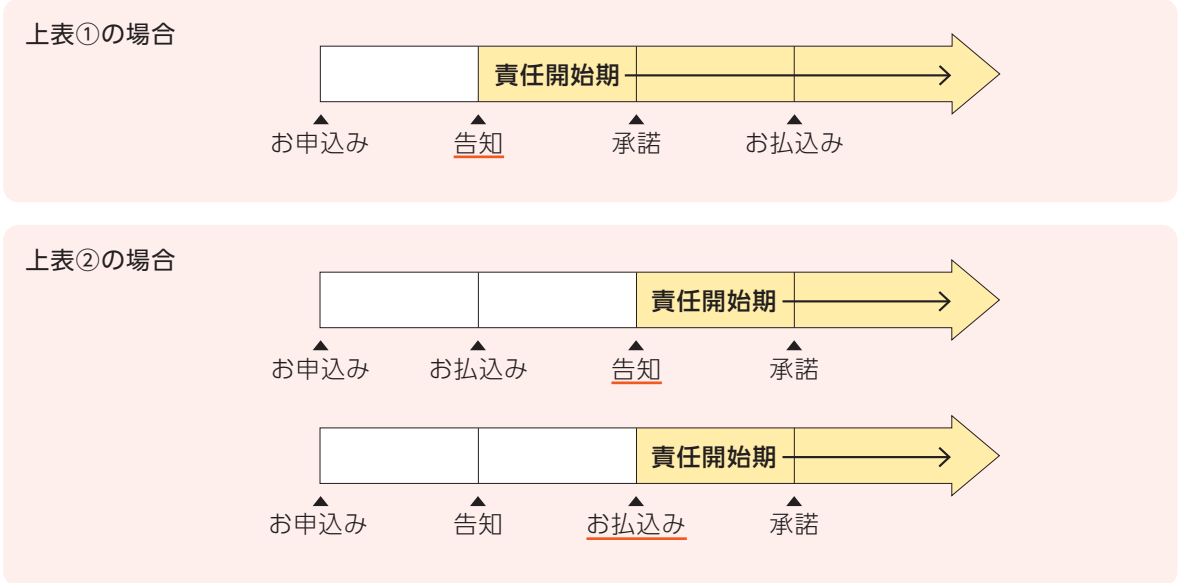 上表①の場合
責任開始期
お申込み 告知 承諾 お払込み
上表②の場合
責任開始期
お申込み お払込み 告知 承諾
責任開始期
お申込み 告知 お払込み 承諾